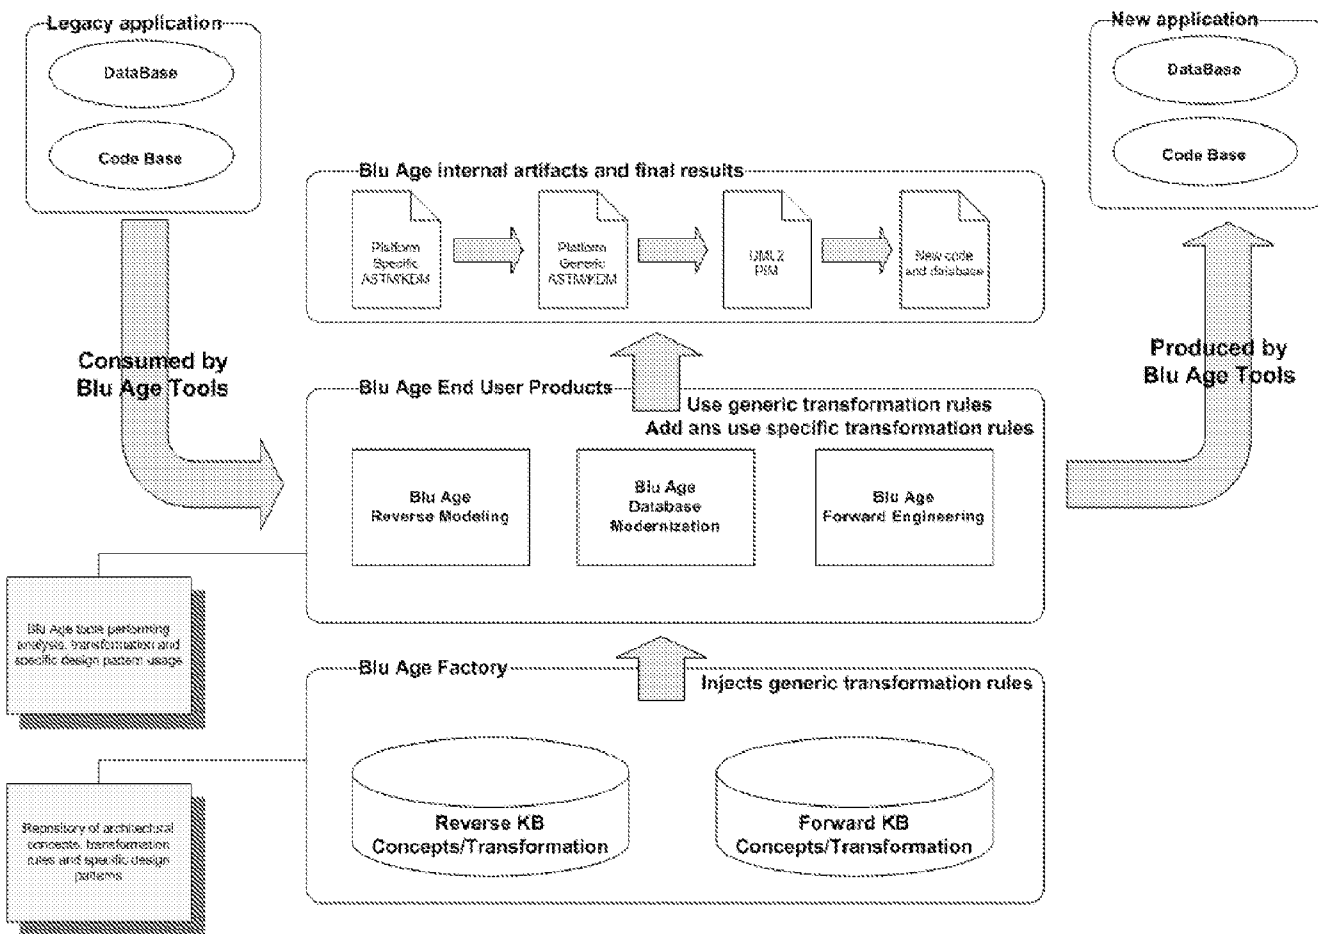 Legacy application
DataBase
Code Base
New application
DataBase
Code Base
Blu Age internal artifacts and final results
Platform
Specific
ASTM/KDM
Platform
Generic
ASTM/KDM
UML2
PIM
New code
and database
Consumed by
Blu Age Tools
Produced by
Blu Age Tools
Blu Age End User Products
Use generic transformation rules
Add ans use specific transformation rules
Blu Age
Reverse Modeling
Blu Age
Database
Modernization
Blu Age
Forward Engineering
Blu Age tools performing
analysis, transformation and
specific design pattern usage
Blu Age Factory
Injects generic transformation rules
Reverse KB
Concepts/Transformation
Forward KB
Concepts/Transformation
Repository of architectural
concepts, transformation
rules and specific design
patterns